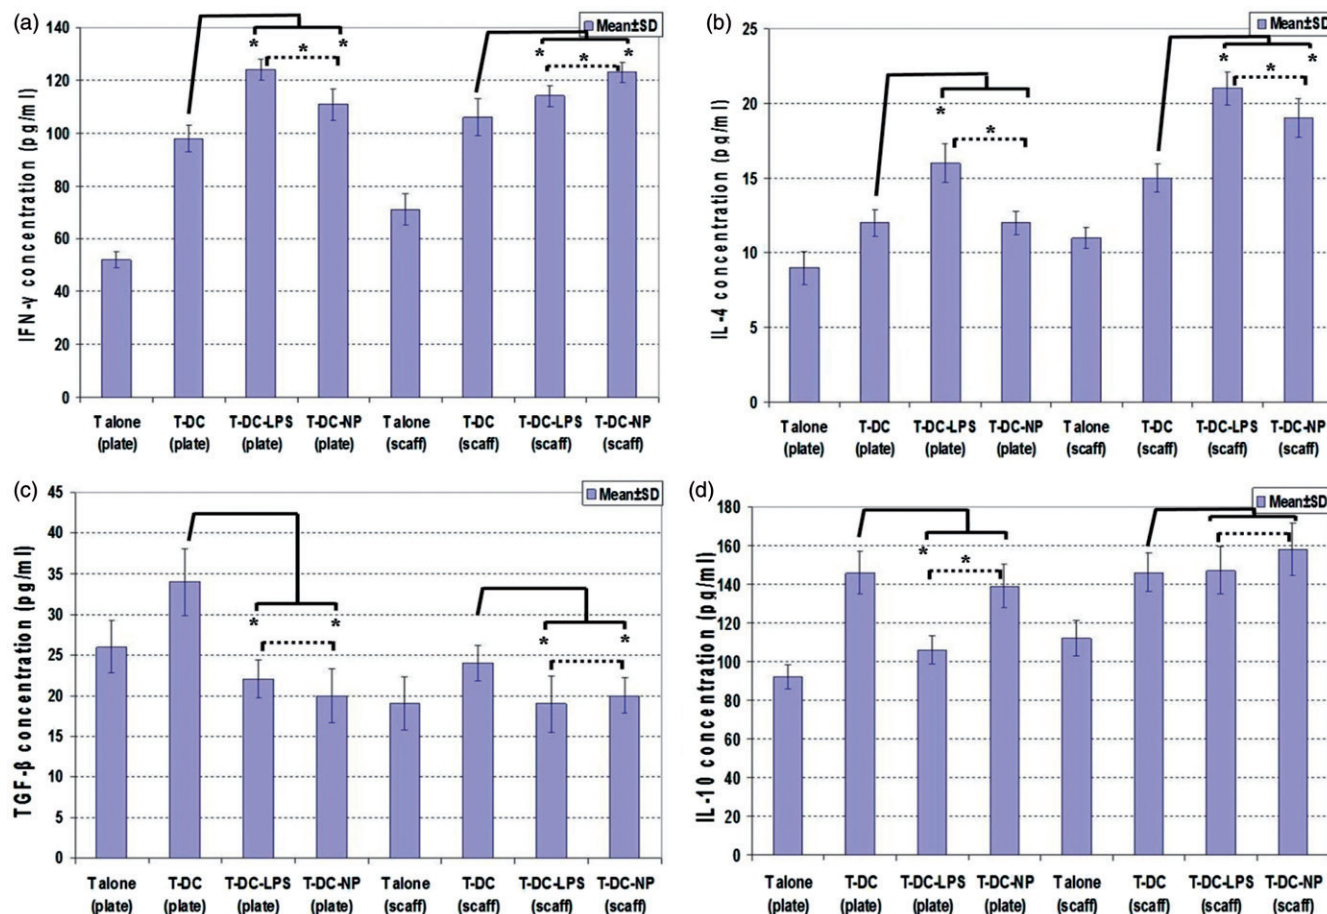 (a)
Mean±SD
IFN-γ concentration (pg/ml)
140
120
100
80
60
40
20
0
* * * * * *
T alone T-DC T-DC-LPS T-DC-NP T alone T-DC T-DC-LPS T-DC-NP
(plate) (plate) (plate) (plate) (scaff) (scaff) (scaff) (scaff)
(b)
Mean±SD
IL-4 concentration (pg/ml)
25
20
15
10
5
0
* * * * *
T alone T-DC T-DC-LPS T-DC-NP T alone T-DC T-DC-LPS T-DC-NP
(plate) (plate) (plate) (plate) (scaff) (scaff) (scaff) (scaff)
(c)
Mean±SD
TGF-β concentration (pg/ml)
45
40
35
30
25
20
15
10
5
0
* * * *
T alone T-DC T-DC-LPS T-DC-NP T alone T-DC T-DC-LPS T-DC-NP
(plate) (plate) (plate) (plate) (scaff) (scaff) (scaff) (scaff)
(d)
Mean±SD
IL-10 concentration (pg/ml)
180
160
140
120
100
80
60
40
20
0
* *
T alone T-DC T-DC-LPS T-DC-NP T alone T-DC T-DC-LPS T-DC-NP
(plate) (plate) (plate) (plate) (scaff) (scaff) (scaff) (scaff)